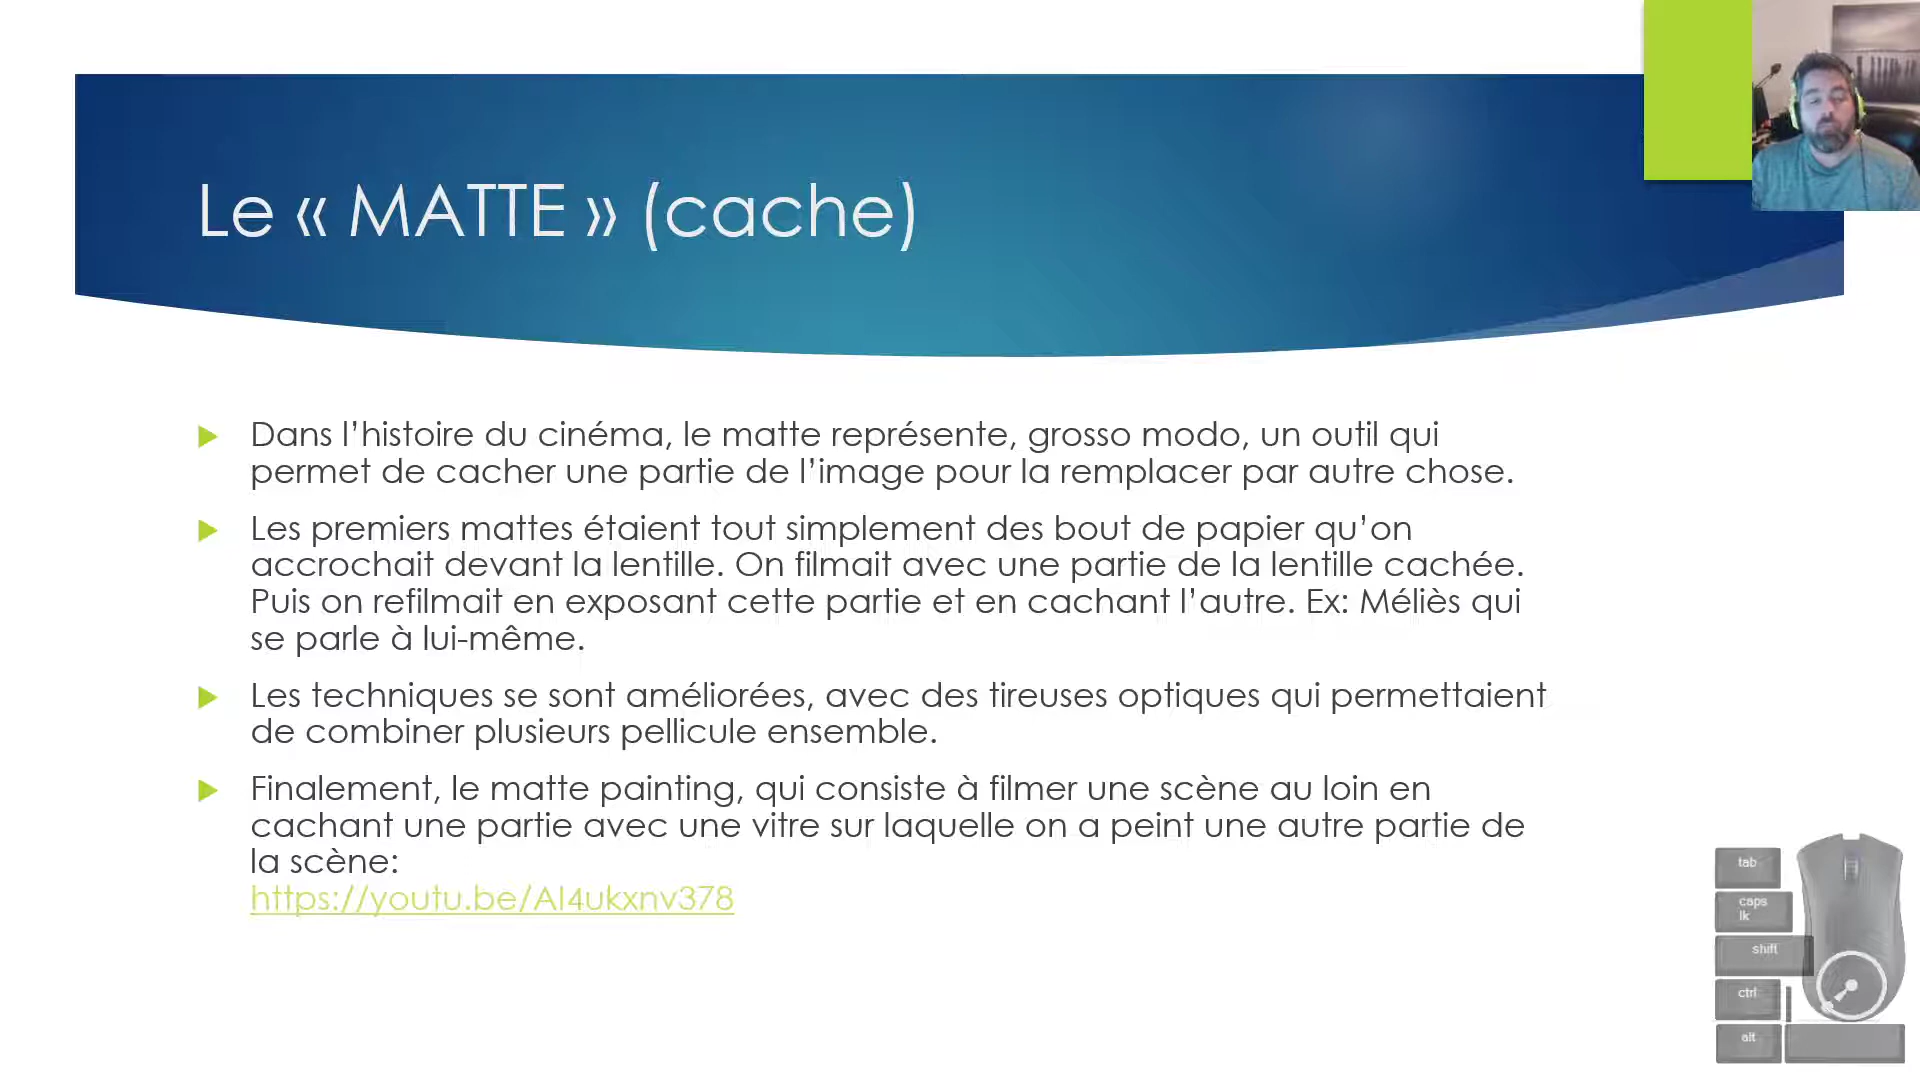 Le « MATTE » (cache)
Dans l’histoire du cinéma, le matte représente, grosso modo, un outil qui
permet de cacher une partie de l’image pour la remplacer par autre chose.
Les premiers mattes étaient tout simplement des bout de papier qu’on
accrochait devant la lentille. On filmait avec une partie de la lentille cachée.
Puis on refilmait en exposant cette partie et en cachant l’autre. Ex: Méliès qui
se parle à lui-même.
Les techniques se sont améliorées, avec des tireuses optiques qui permettaient
de combiner plusieurs pellicule ensemble.
Finalement, le matte painting, qui consiste à filmer une scène au loin en
cachant une partie avec une vitre sur laquelle on a peint une autre partie de
la scène:
https://youtu.be/AI4ukxnv378
tab
caps
lk
shift
ctrl
alt